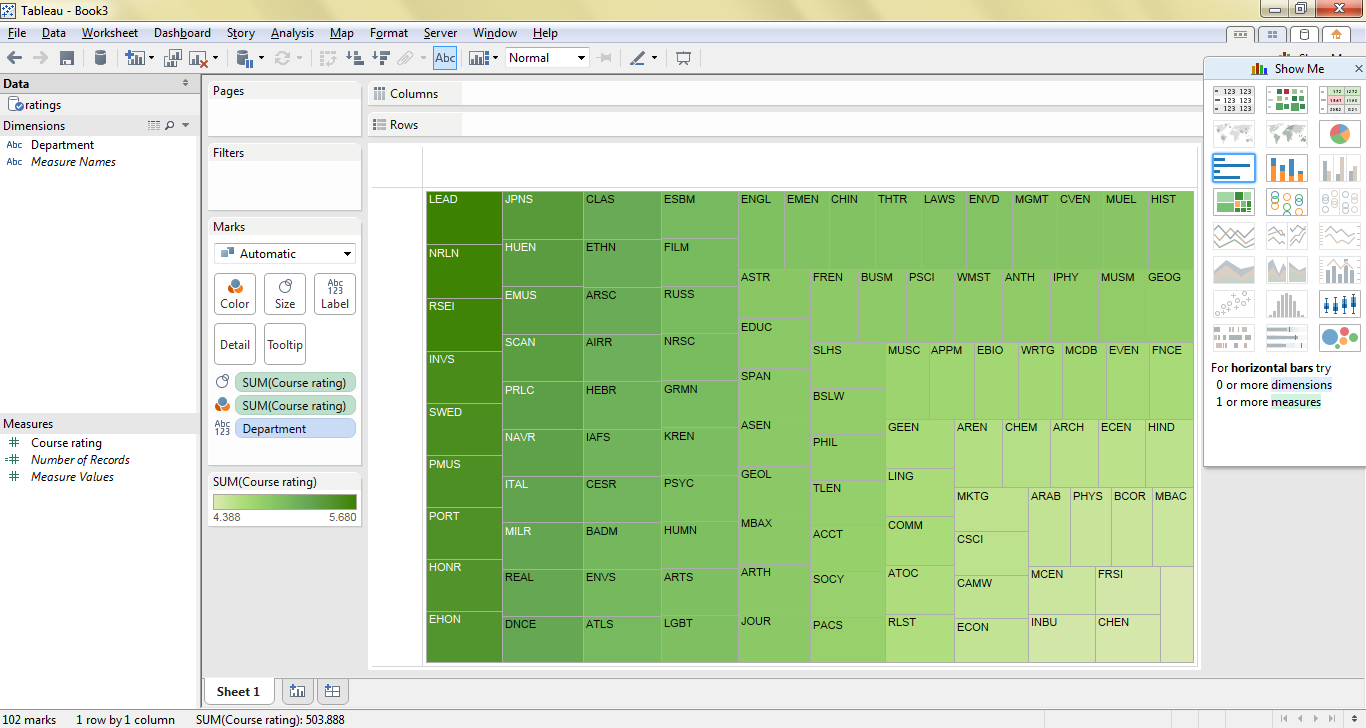 Tableau - Book3
File Data Worksheet Dashboard Story Analysis Map Format Server Window Help
Abc Normal
Data
ratings
Dimensions
Abc Department
Abc Measure Names
Measures
Course rating
Number of Records
Measure Values
Pages
Filters
Marks
Automatic
Color Size Abc 123 Label
Detail Tooltip
SUM(Course rating)
SUM(Course rating)
Abc 123 Department
SUM(Course rating)
4.388 5.680
Columns
Rows
LEAD
NRLN
RSEI
INVS
SWED
PMUS
PORT
HONR
EHON
JPNS
HUEN
EMUS
SCAN
PRLC
NAVR
ITAL
MILR
REAL
DNCE
CLAS
ETHN
ARSC
AIRR
HEBR
IAFS
CESR
BADM
ENVS
ATLS
ESBM
FILM
RUSS
NRSC
GRMN
KREN
PSYC
HUMN
ARTS
LGBT
ENGL EMEN CHIN THTR LAWS ENVD MGMT CVEN MUEL HIST
ASTR
EDUC
SPAN
ASEN
GEOL
MBAX
ARTH
JOUR
FREN BUSM PSCI WMST ANTH IPHY MUSM GEOG
SLHS
BSLW
PHIL
TLEN
ACCT
SOCY
PACS
MUSC APPM EBIO WRTG MCDB EVEN FNCE
GEEN
LING
COMM
ATOC
RLST
AREN CHEM ARCH ECEN HIND
MKTG
CSCI
CAMW
ECON
ARAB PHYS BCOR MBAC
MCEN FRSI
INBU CHEN
Show Me
For horizontal bars try
0 or more dimensions
1 or more measures
Sheet 1
102 marks 1 row by 1 column SUM(Course rating): 503.888